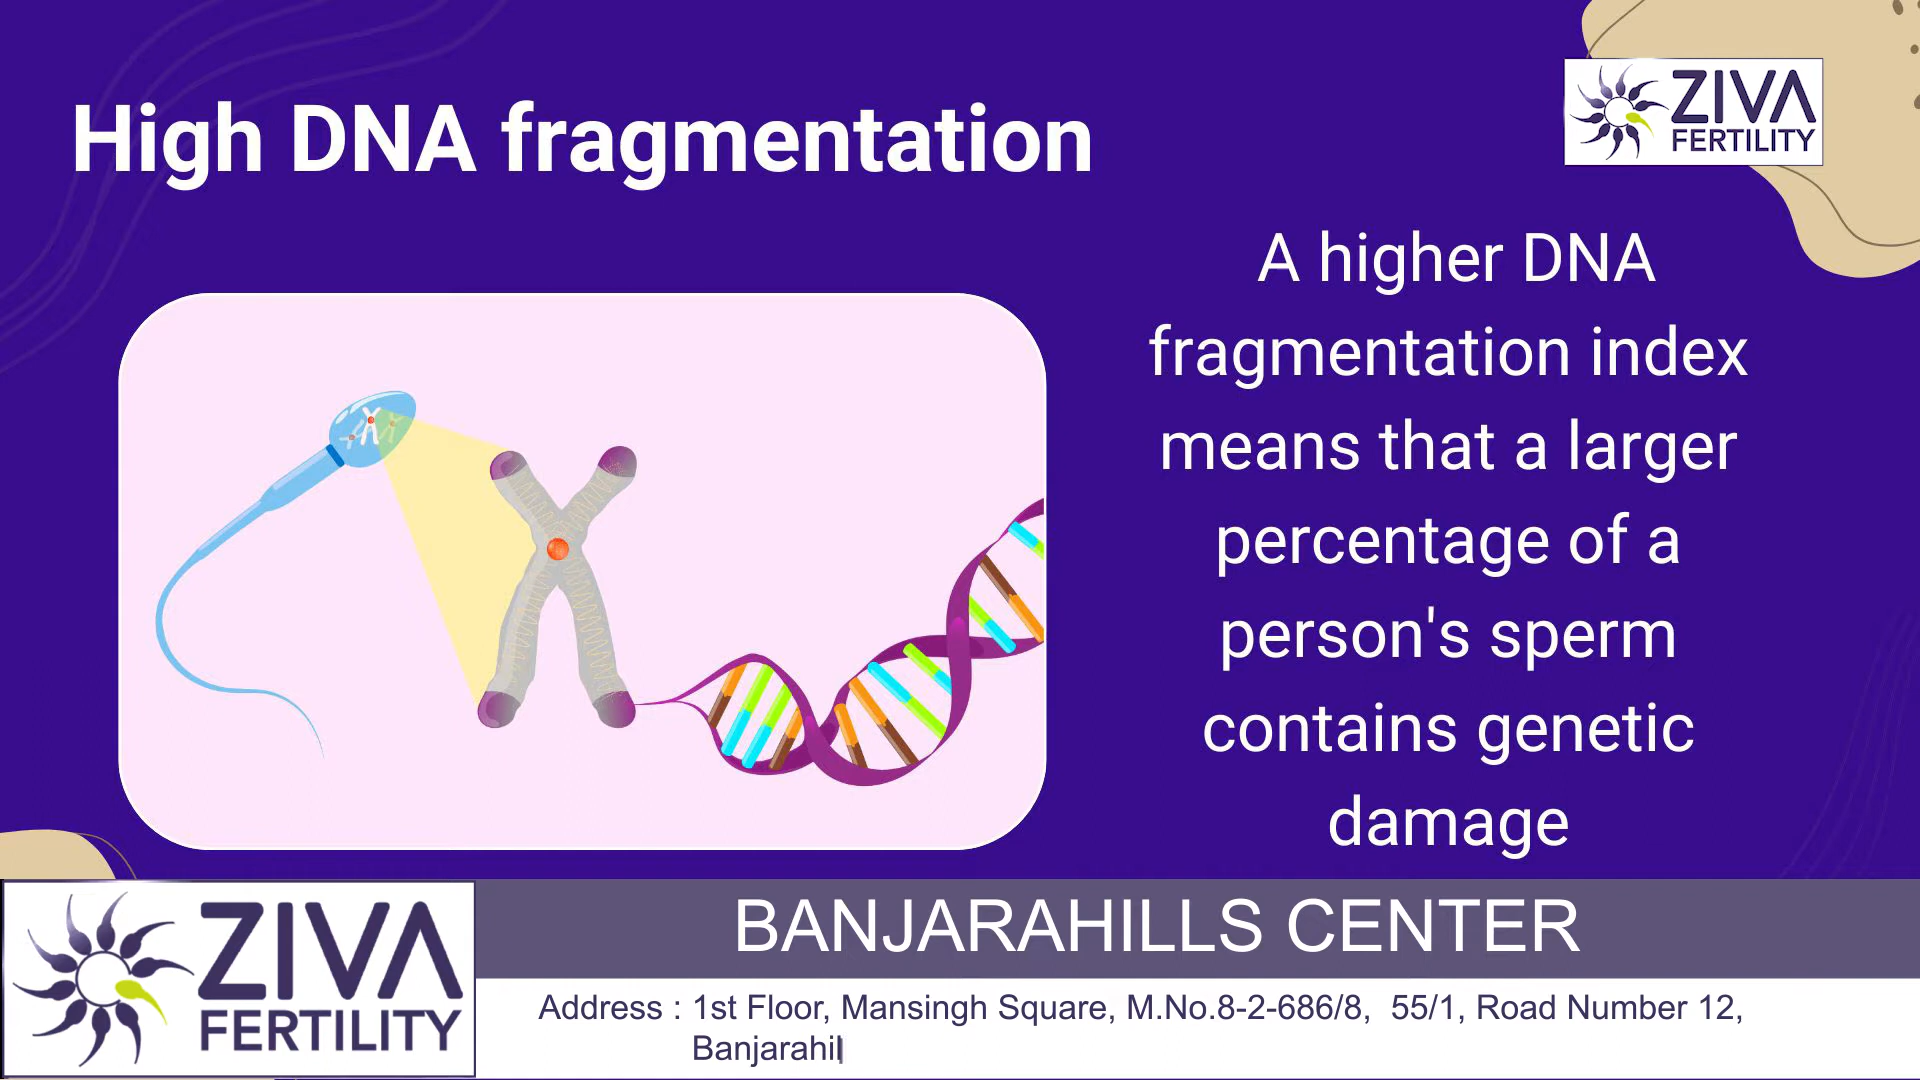 High DNA fragmentation
ZIVA
FERTILITY
A higher DNA
fragmentation index
means that a larger
percentage of a
person's sperm
contains genetic
damage
ZIVA
FERTILITY
BANJARAHILLS CENTER
Address : 1st Floor, Mansingh Square, M.No.8-2-686/8, 55/1, Road Number 12,
Banjarahil